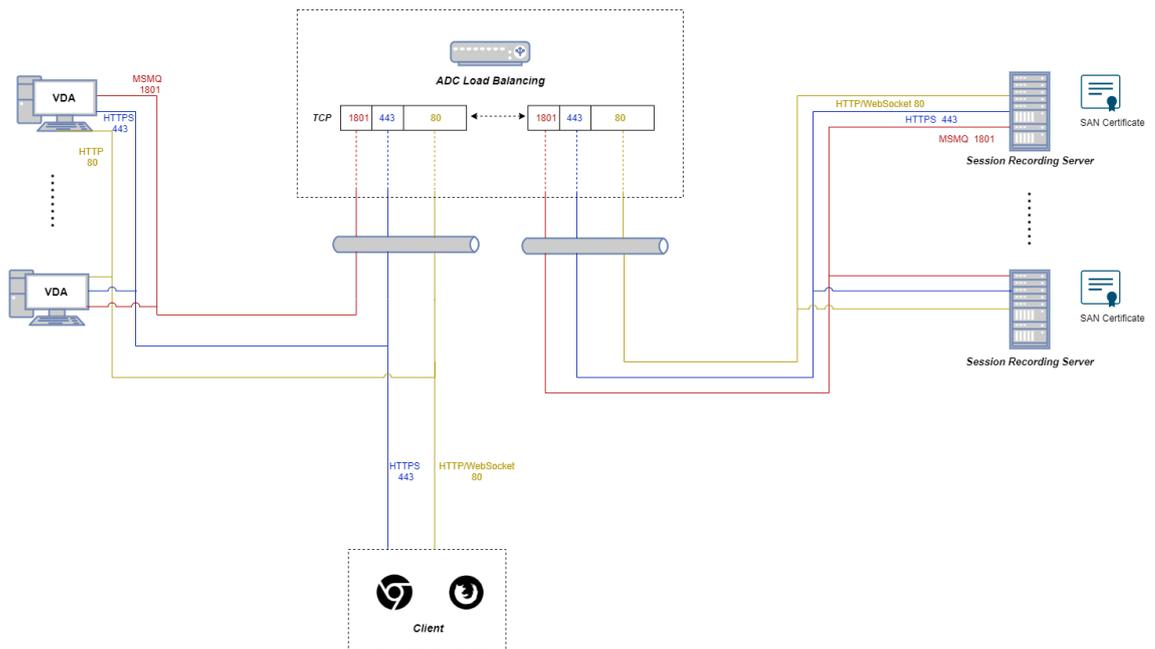 ADC Load Balancing
TCP
1801 443 80
1801 443 80
VDA
MSMQ
1801
HTTPS
443
HTTP
80
VDA
HTTP/WebSocket 80
HTTPS 443
MSMQ 1801
SAN Certificate
Session Recording Server
SAN Certificate
Session Recording Server
HTTPS
443
HTTP/WebSocket
80
Client